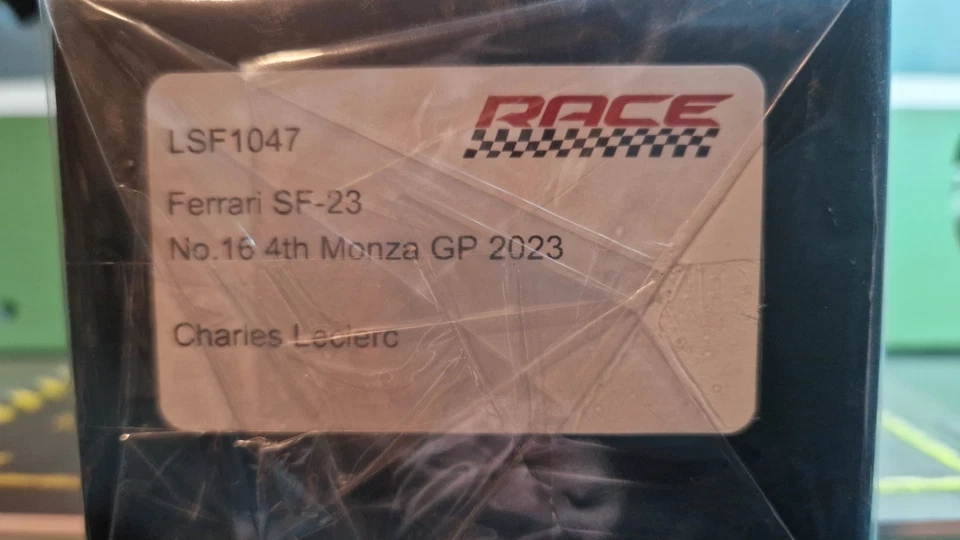 RACE
LSF1047
Ferrari SF-23
No.16 4th Monza GP 2023
Charles Leclerc